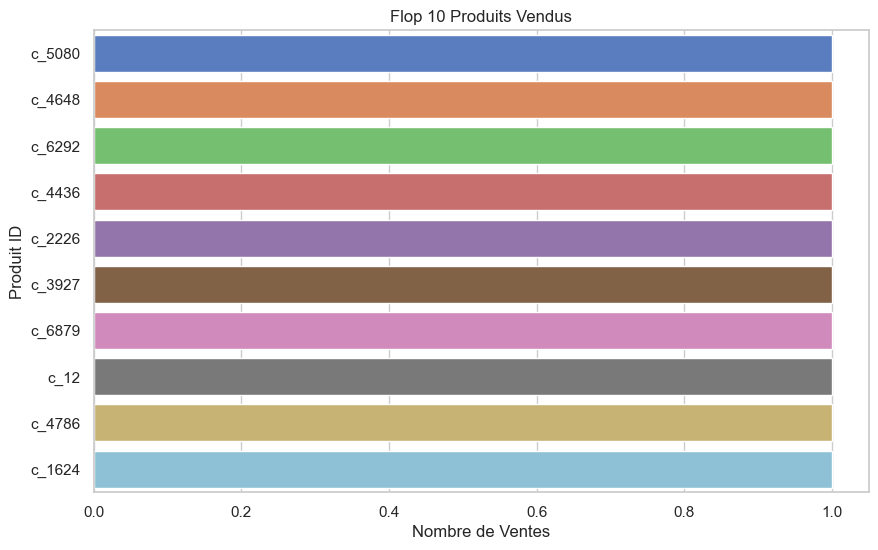 Flop 10 Produits Vendus
Produit ID
c_5080
c_4648
c_6292
c_4436
c_2226
c_3927
c_6879
c_12
c_4786
c_1624
0.0 0.2 0.4 0.6 0.8 1.0
Nombre de Ventes